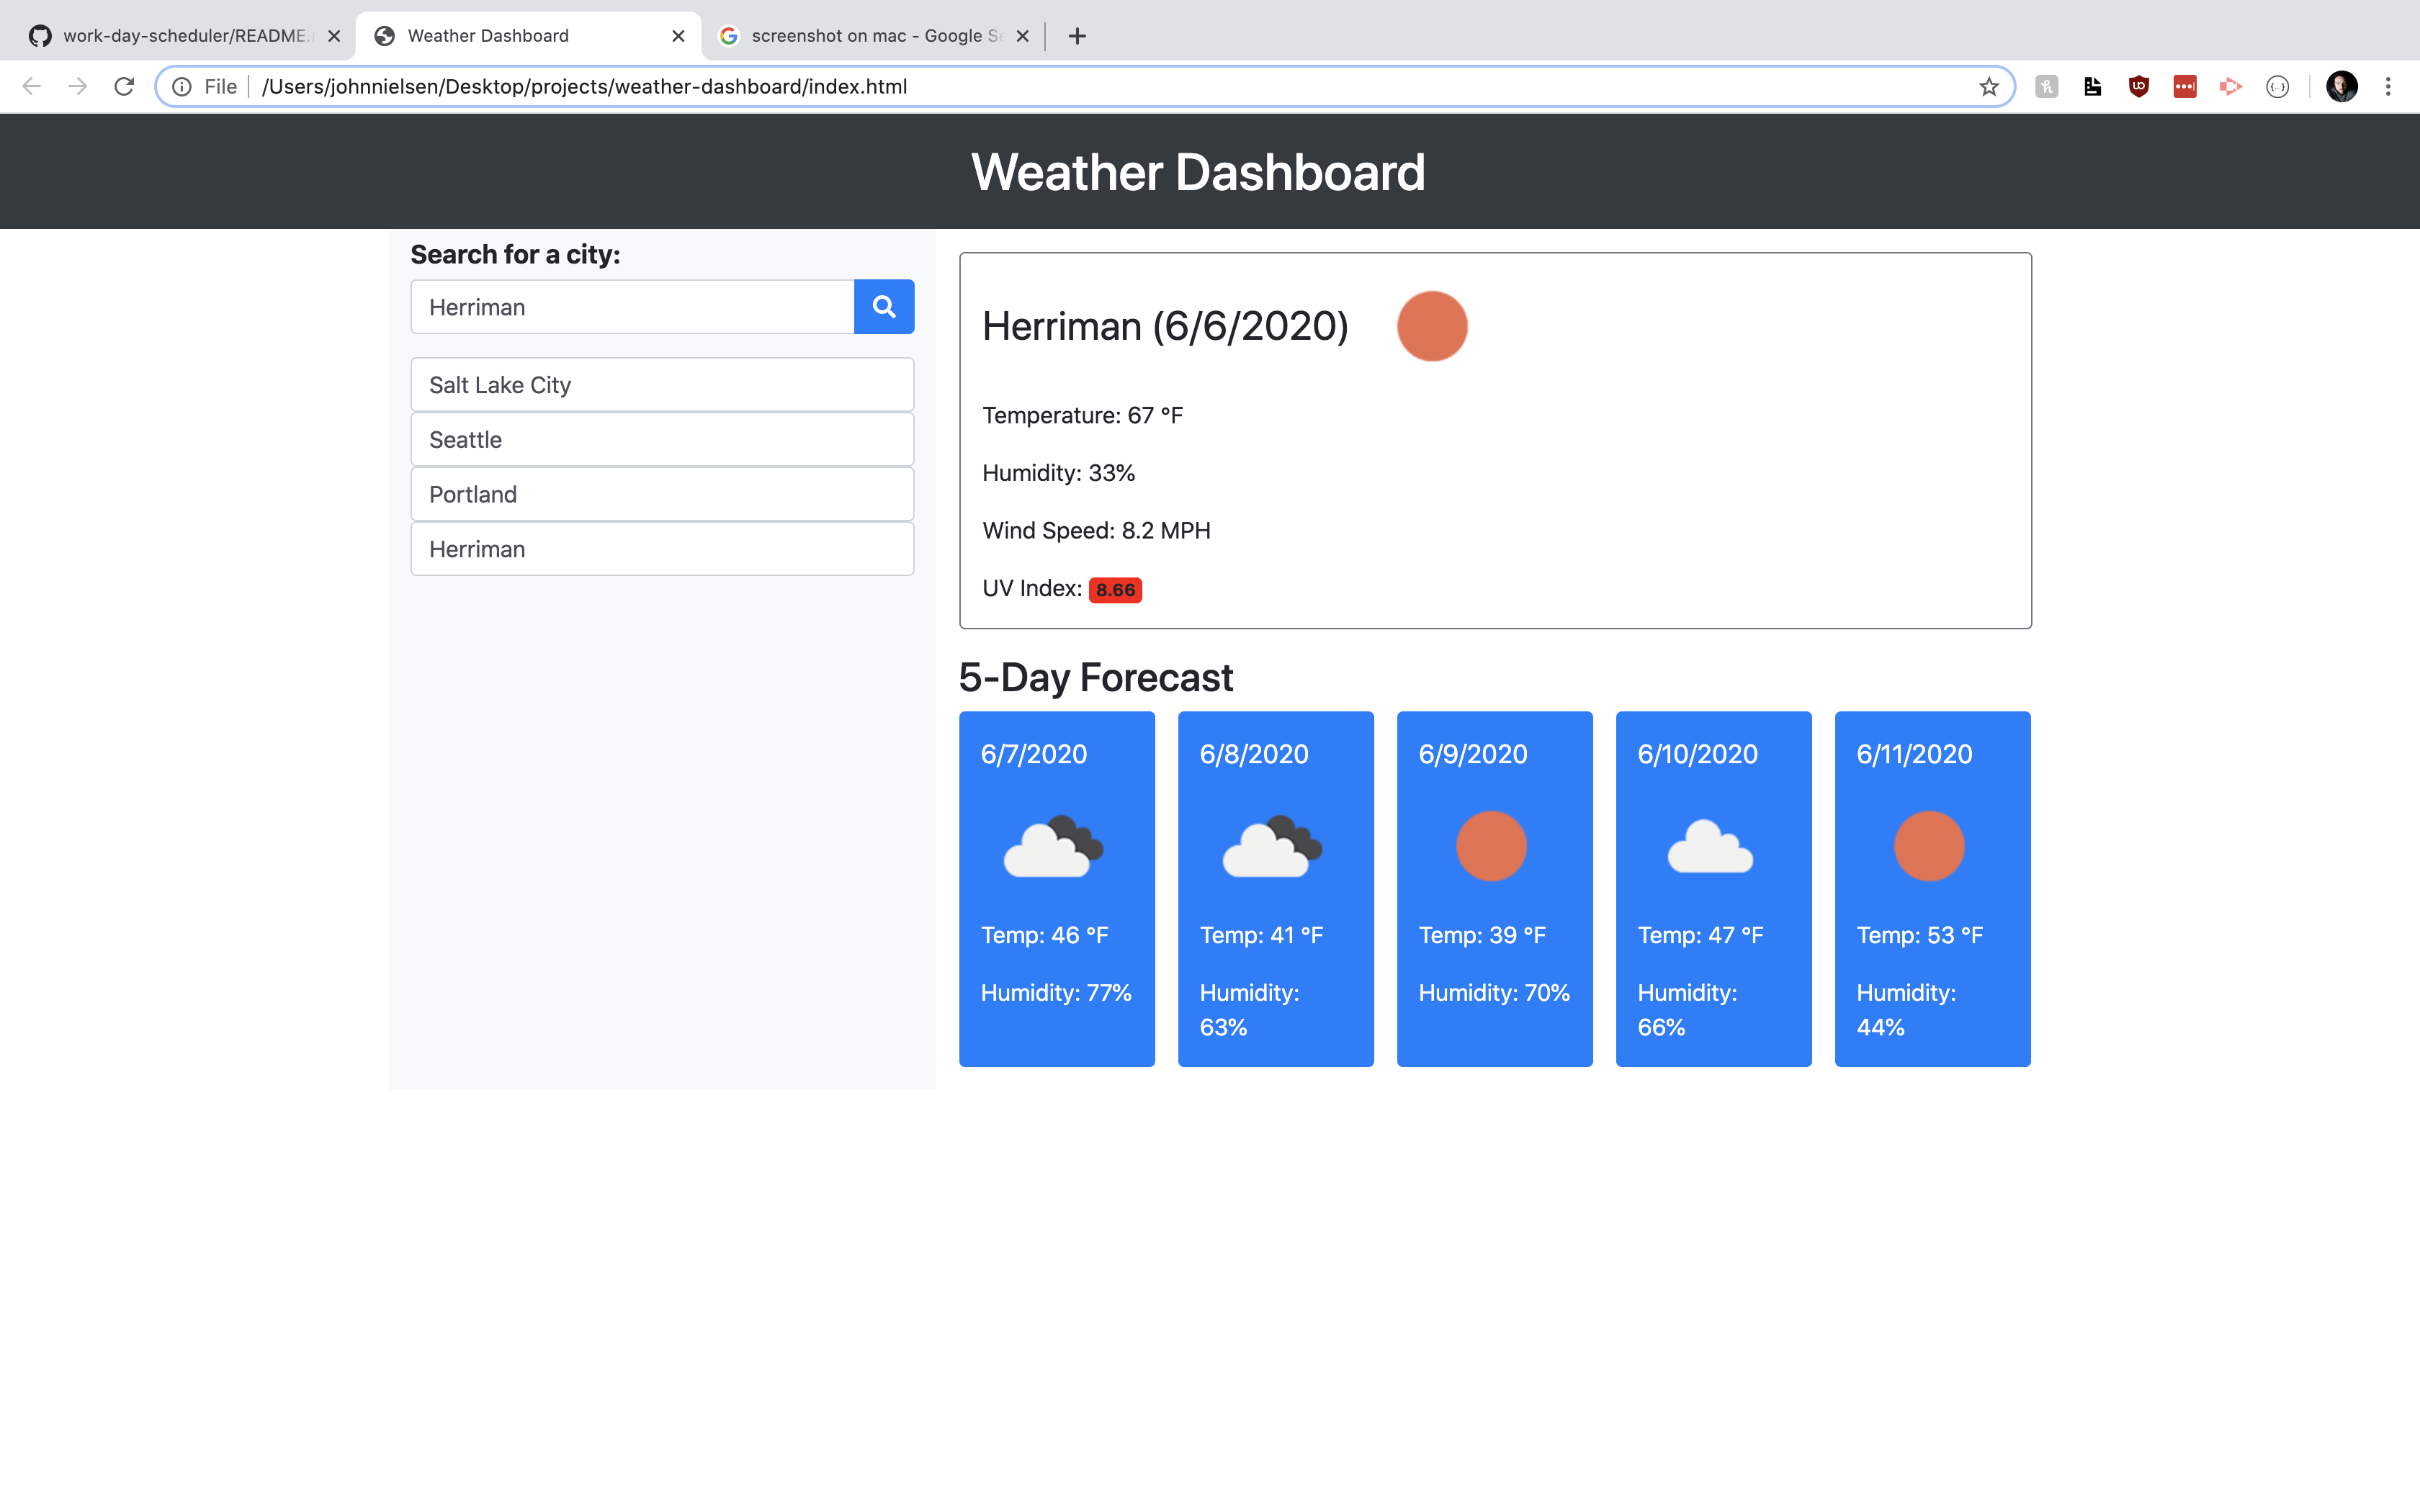 work-day-scheduler/README.
Weather Dashboard
screenshot on mac - Google Se
File
/Users/johnnielsen/Desktop/projects/weather-dashboard/index.html
Weather Dashboard
Search for a city:
Herriman
Salt Lake City
Seattle
Portland
Herriman
Herriman (6/6/2020)
Temperature: 67 °F
Humidity: 33%
Wind Speed: 8.2 MPH
UV Index: 8.66
5-Day Forecast
6/7/2020
Temp: 46 °F
Humidity: 77%
6/8/2020
Temp: 41 °F
Humidity:
63%
6/9/2020
Temp: 39 °F
Humidity: 70%
6/10/2020
Temp: 47 °F
Humidity:
66%
6/11/2020
Temp: 53 °F
Humidity:
44%